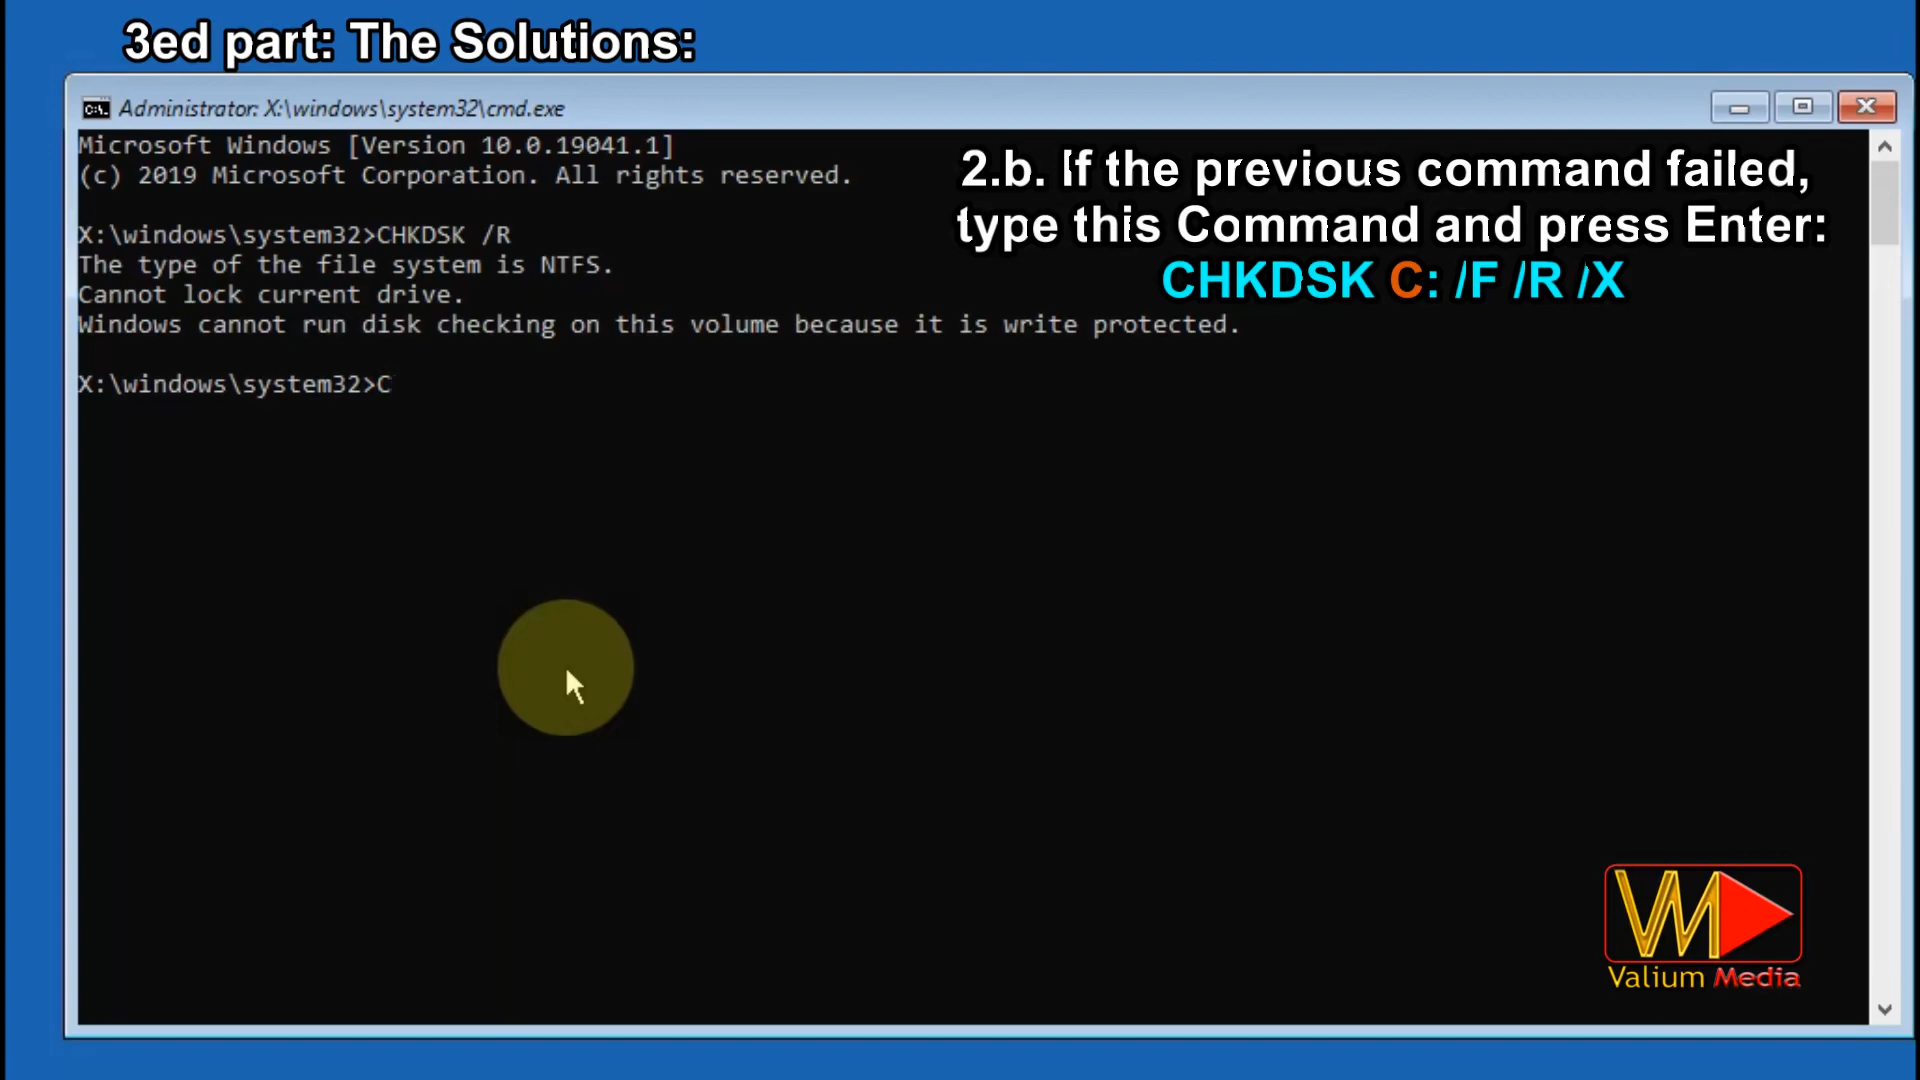 3ed part: The Solutions:
Administrator: X:\windows\system32\cmd.exe
Microsoft Windows [Version 10.0.19041.1]
(c) 2019 Microsoft Corporation. All rights reserved.
X:\windows\system32>CHKDSK /R
The type of the file system is NTFS.
Cannot lock current drive.
Windows cannot run disk checking on this volume because it is write protected.
X:\windows\system32>C
2.b. If the previous command failed,
type this Command and press Enter:
CHKDSK C: /F /R /X
VM
Valium Media